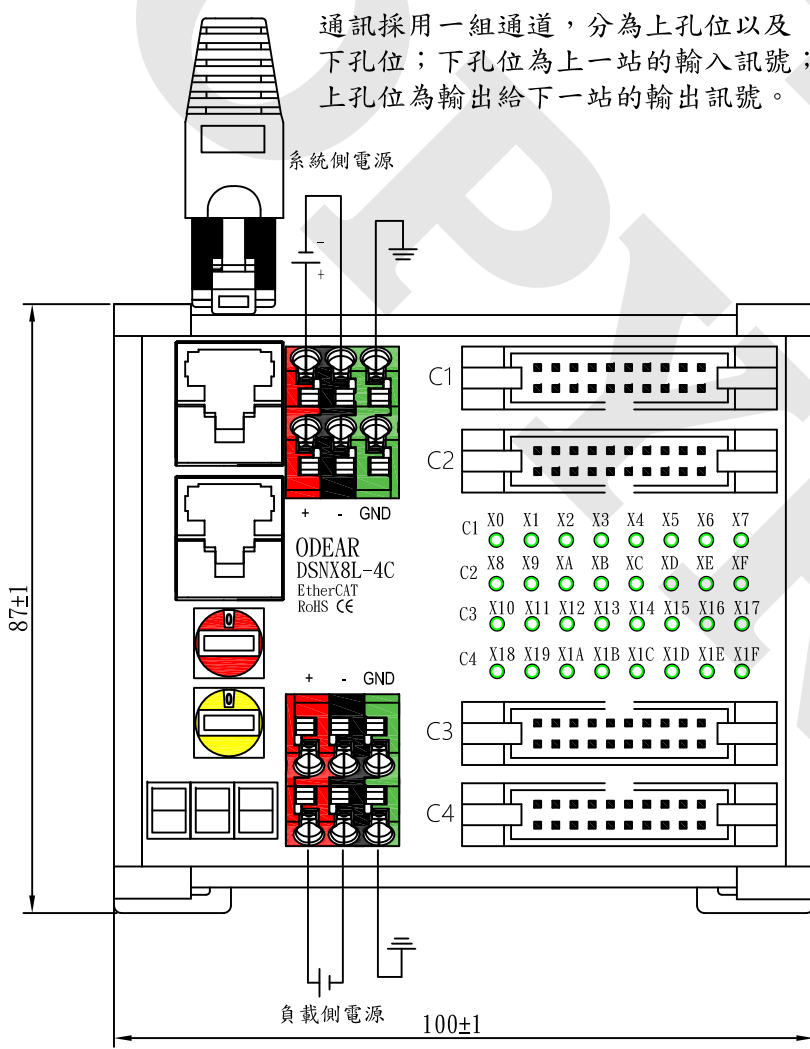 通訊採用一組通道，分為上孔位以及
下孔位；下孔位為上一站的輸入訊號；
上孔位為輸出給下一站的輸出訊號。
系統側電源
-
+
C1
C2
+ - GND
ODEAR
DSNX8L-4C
EtherCAT
RoHS CE
C1 X0 X1 X2 X3 X4 X5 X6 X7
C2 X8 X9 XA XB XC XD XE XF
C3 X10 X11 X12 X13 X14 X15 X16 X17
C4 X18 X19 X1A X1B X1C X1D X1E X1F
87±1
0
0
+ - GND
C3
C4
負載側電源
100±1